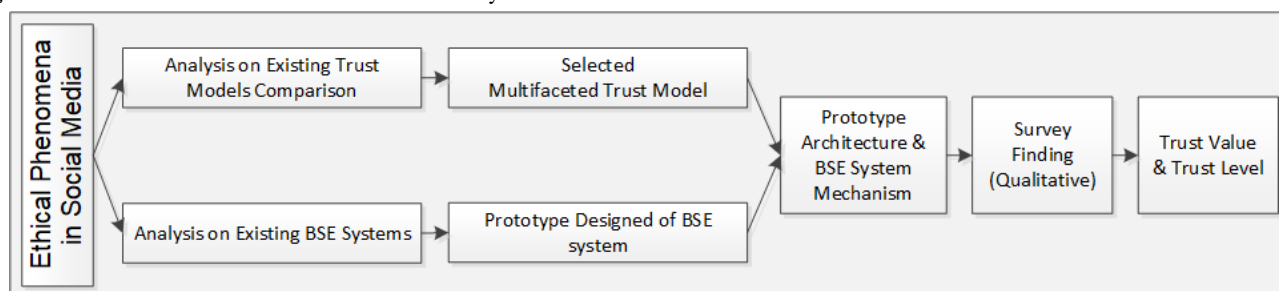 Ethical Phenomena
in Social Media
Analysis on Existing Trust
Models Comparison
Selected
Multifaceted Trust Model
Analysis on Existing BSE Systems
Prototype Designed of BSE
system
Prototype
Architecture &
BSE System
Mechanism
Survey
Finding
(Qualitative)
Trust Value
& Trust Level